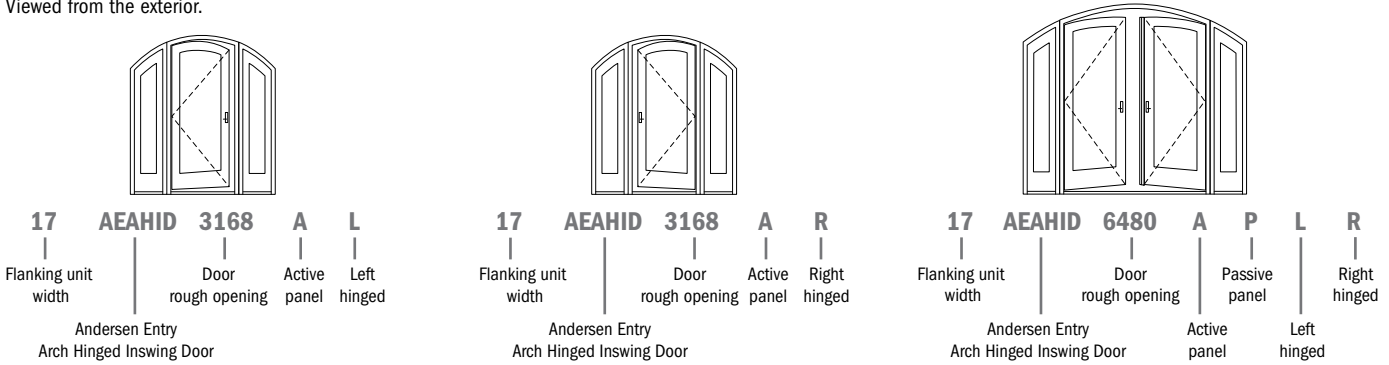 Viewed from the exterior.
17 AEAHID 3168 A L
Flanking unit width
Door rough opening
Active panel
Left hinged
Andersen Entry
Arch Hinged Inswing Door
17 AEAHID 3168 A R
Flanking unit width
Door rough opening
Active panel
Right hinged
Andersen Entry
Arch Hinged Inswing Door
17 AEAHID 6480 A P L R
Flanking unit width
Door rough opening
Passive panel
Right hinged
Andersen Entry
Arch Hinged Inswing Door
Active panel
Left hinged